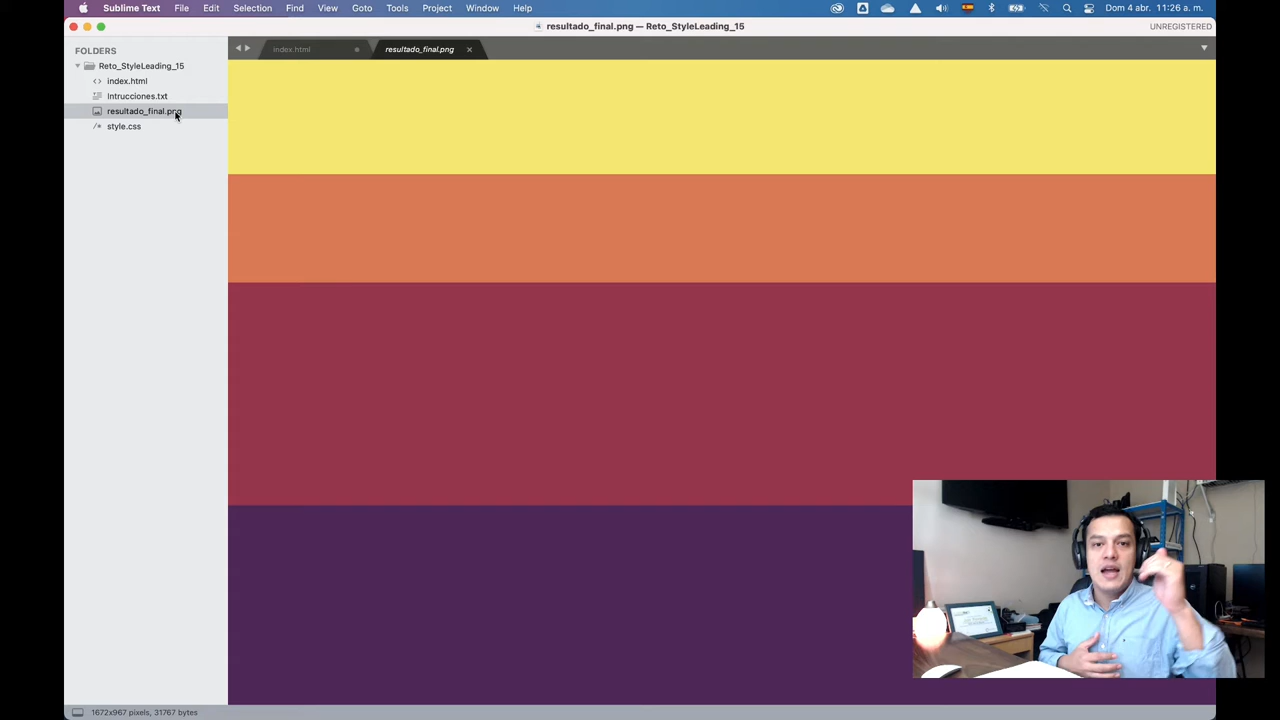 Sublime Text File Edit Selection Find View Goto Tools Project Window Help Dom 4 abr. 11:26 a. m.
resultado_final.png — Reto_StyleLeading_15 UNREGISTERED
FOLDERS
Reto_StyleLeading_15
index.html
Intrucciones.txt
resultado_final.png
style.css
index.html resultado_final.png
1672x967 pixels, 31767 bytes